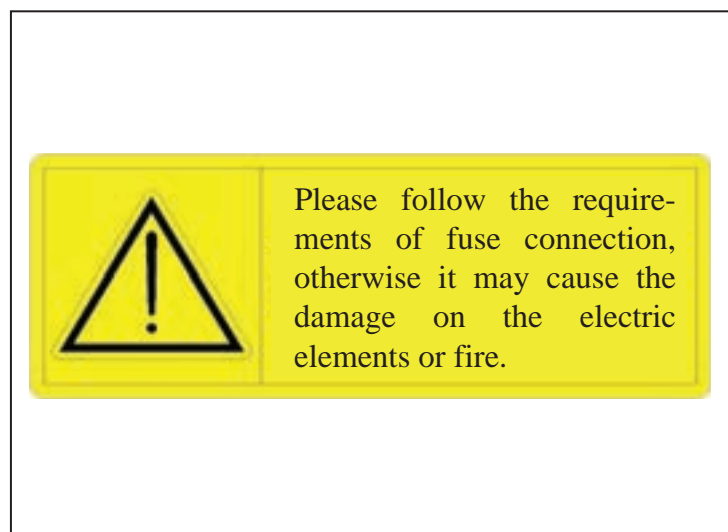 Please follow the require-
ments of fuse connection,
otherwise it may cause the
damage on the electric
elements or fire.